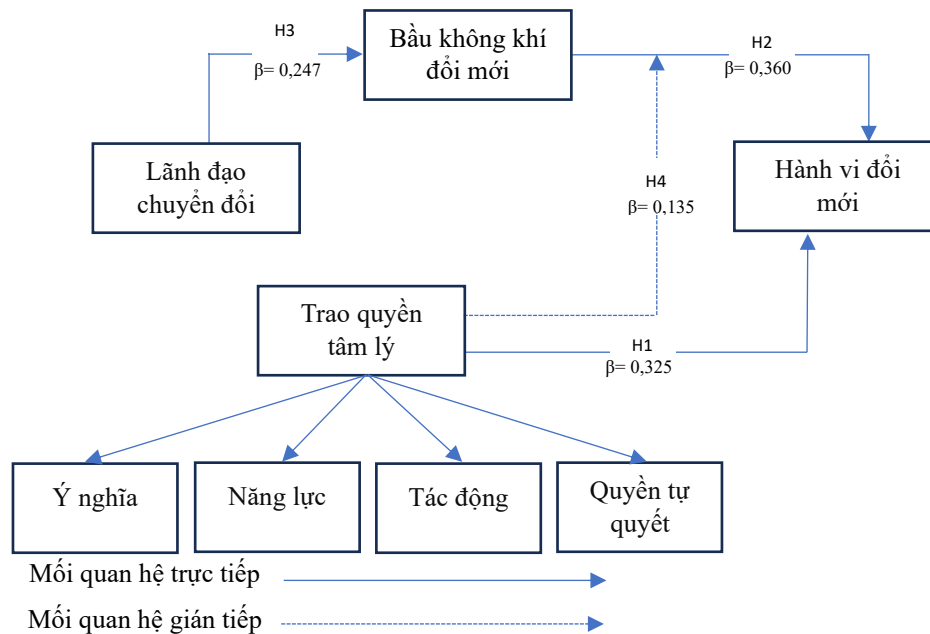 H3
β= 0,247
Bầu không khí
đổi mới
H2
β= 0,360
Lãnh đạo
chuyển đổi
Hành vi đổi
mới
H4
β= 0,135
Trao quyền
tâm lý
H1
β= 0,325
Ý nghĩa
Năng lực
Tác động
Quyền tự
quyết
Mối quan hệ trực tiếp
Mối quan hệ gián tiếp